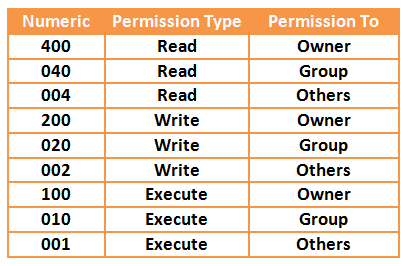 Numeric Permission Type Permission To
400 Read Owner
040 Read Group
004 Read Others
200 Write Owner
020 Write Group
002 Write Others
100 Execute Owner
010 Execute Group
001 Execute Others